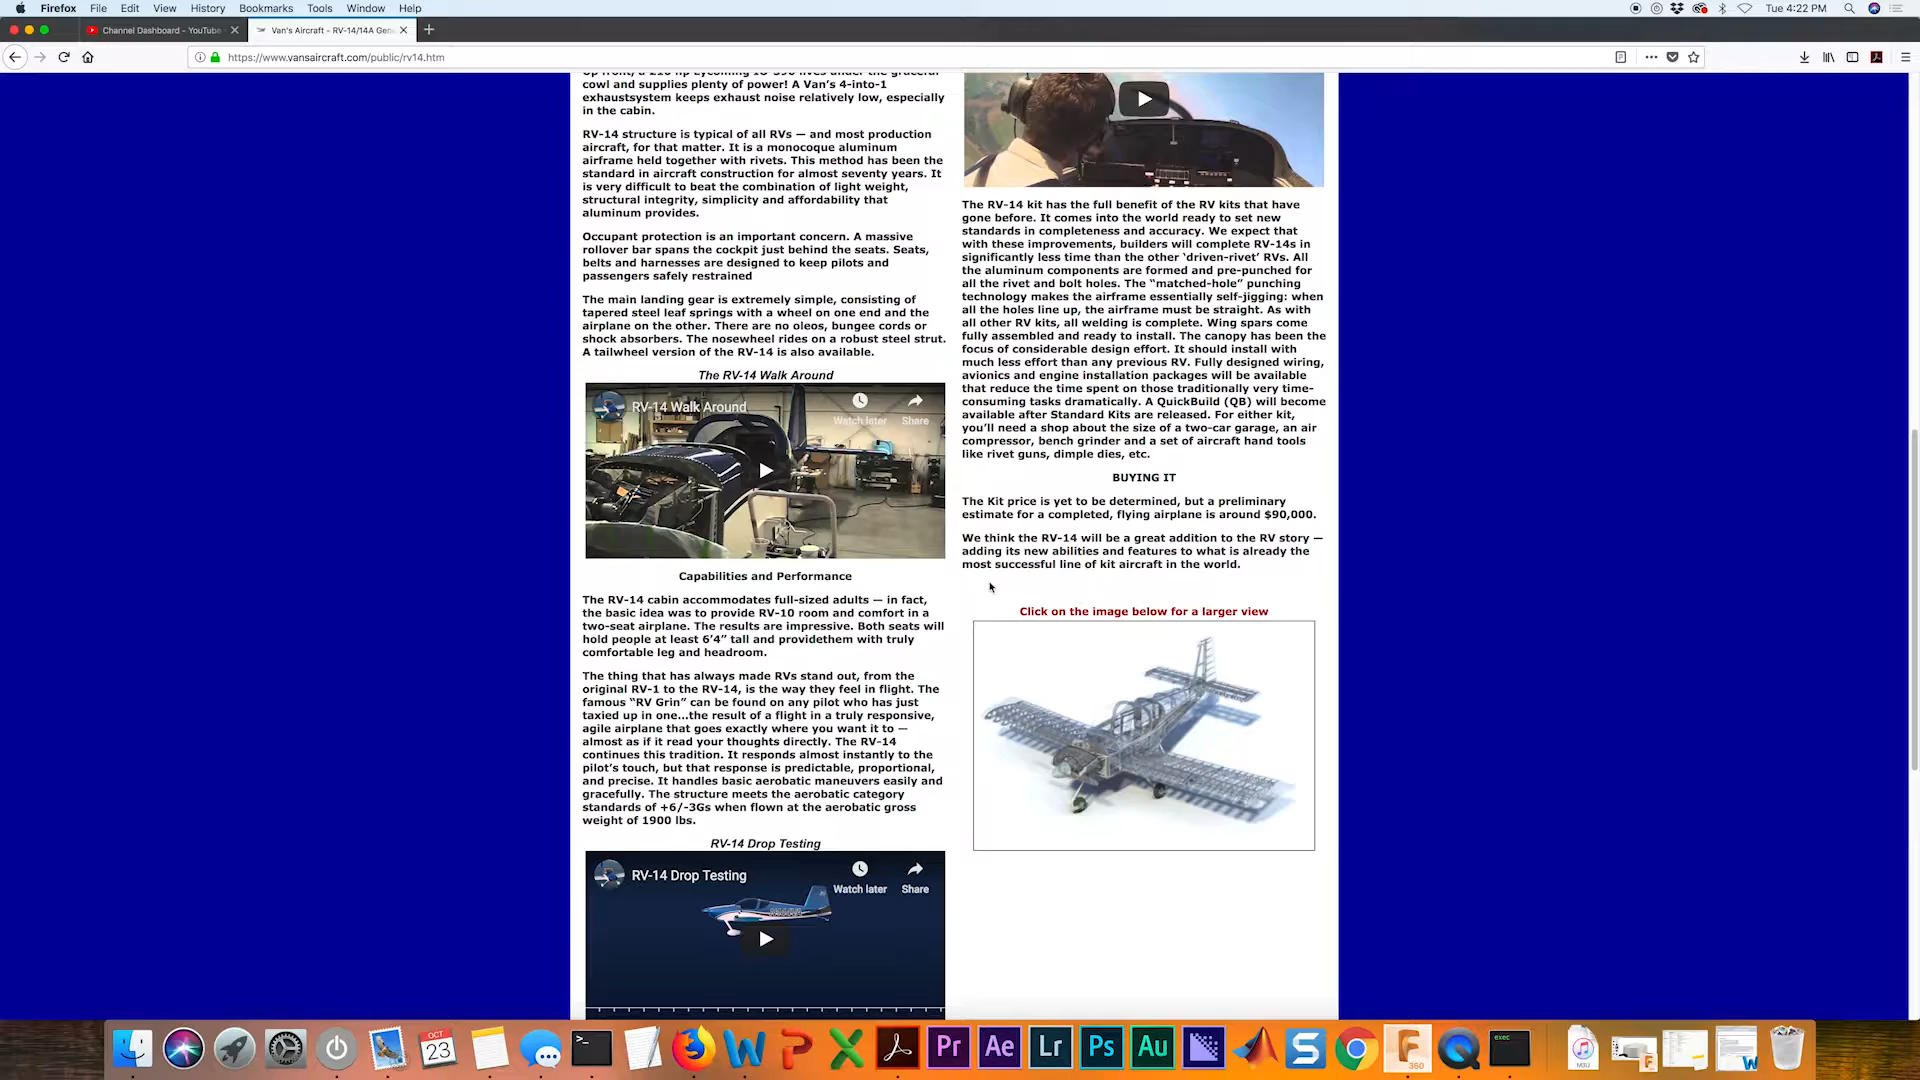 Firefox File Edit View History Bookmarks Tools Window Help
Tue 4:22 PM
Channel Dashboard - YouTube
Van's Aircraft - RV-14/14A Gen
https://www.vansaircraft.com/public/rv14.htm
cowl and supplies plenty of power! A Van's 4-into-1
exhaustsystem keeps exhaust noise relatively low, especially
in the cabin.
RV-14 structure is typical of all RVs — and most production
aircraft, for that matter. It is a monocoque aluminum
airframe held together with rivets. This method has been the
standard in aircraft construction for almost seventy years. It
is very difficult to beat the combination of light weight,
structural integrity, simplicity and affordability that
aluminum provides.
Occupant protection is an important concern. A massive
rollover bar spans the cockpit just behind the seats. Seats,
belts and harnesses are designed to keep pilots and
passengers safely restrained
The main landing gear is extremely simple, consisting of
tapered steel leaf springs with a wheel on one end and the
airplane on the other. There are no oleos, bungee cords or
shock absorbers. The nosewheel rides on a robust steel strut.
A tailwheel version of the RV-14 is also available.
The RV-14 Walk Around
RV-14 Walk Around
Watch later
Share
Capabilities and Performance
The RV-14 cabin accommodates full-sized adults — in fact,
the basic idea was to provide RV-10 room and comfort in a
two-seat airplane. The results are impressive. Both seats will
hold people at least 6'4" tall and providethem with truly
comfortable leg and headroom.
The thing that has always made RVs stand out, from the
original RV-1 to the RV-14, is the way they feel in flight. The
famous "RV Grin" can be found on any pilot who has just
taxied up in one...the result of a flight in a truly responsive,
agile airplane that goes exactly where you want it to —
almost as if it read your thoughts directly. The RV-14
continues this tradition. It responds almost instantly to the
pilot's touch, but that response is predictable, proportional,
and precise. It handles basic aerobatic maneuvers easily and
gracefully. The structure meets the aerobatic category
standards of +6/-3Gs when flown at the aerobatic gross
weight of 1900 lbs.
RV-14 Drop Testing
RV-14 Drop Testing
Watch later
Share
The RV-14 kit has the full benefit of the RV kits that have
gone before. It comes into the world ready to set new
standards in completeness and accuracy. We expect that
with these improvements, builders will complete RV-14s in
significantly less time than the other 'driven-rivet' RVs. All
the aluminum components are formed and pre-punched for
all the rivet and bolt holes. The "matched-hole" punching
technology makes the airframe essentially self-jigging: when
all the holes line up, the airframe must be straight. As with
all other RV kits, all welding is complete. Wing spars come
fully assembled and ready to install. The canopy has been the
focus of considerable design effort. It should install with
much less effort than any previous RV. Fully designed wiring,
avionics and engine installation packages will be available
that reduce the time spent on those traditionally very time-
consuming tasks dramatically. A QuickBuild (QB) will become
available after Standard Kits are released. For either kit,
you'll need a shop about the size of a two-car garage, an air
compressor, bench grinder and a set of aircraft hand tools
like rivet guns, dimple dies, etc.
BUYING IT
The Kit price is yet to be determined, but a preliminary
estimate for a completed, flying airplane is around $90,000.
We think the RV-14 will be a great addition to the RV story —
adding its new abilities and features to what is already the
most successful line of kit aircraft in the world.
Click on the image below for a larger view
OCT
23
Pr Ae Lr Ps Au
360
exec
M3U